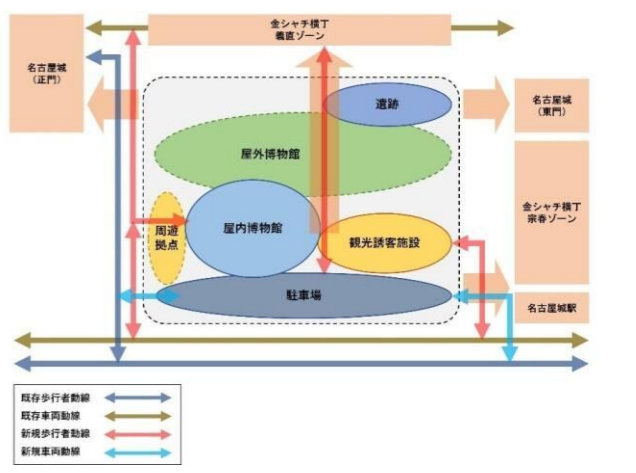 金シャチ横丁
義直ゾーン
名古屋城
（正門）
遺跡
名古屋城
（東門）
屋外博物館
金シャチ横丁
宗春ゾーン
周遊
拠点
屋内博物館
観光誘客施設
駐車場
名古屋城駅
既存歩行者動線
既存車両動線
新規歩行者動線
新規車両動線